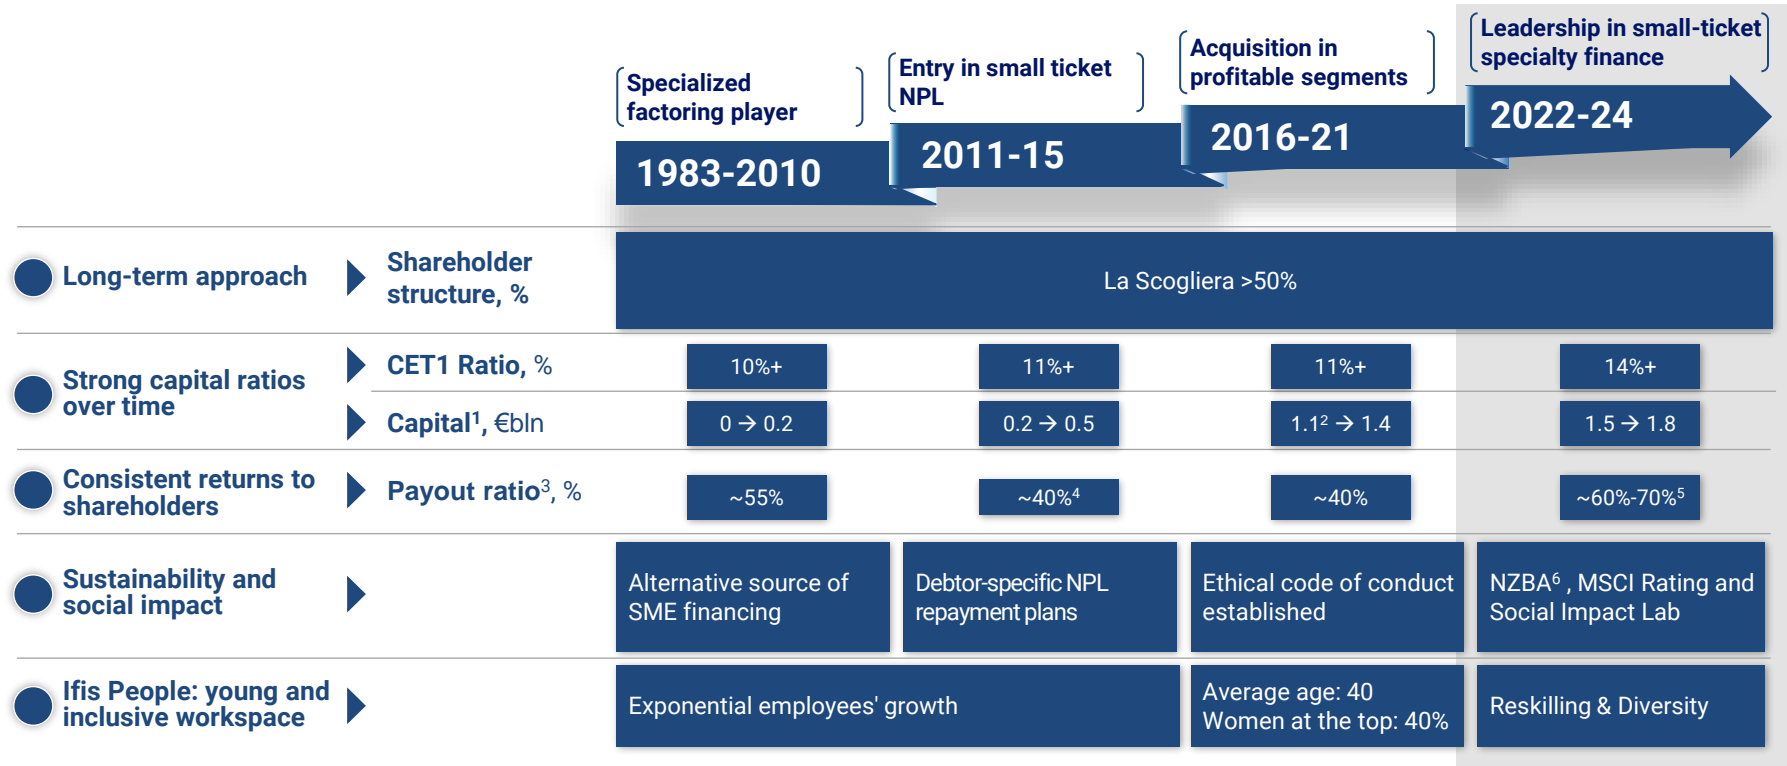 Specialized
factoring player
Entry in small ticket
NPL
Acquisition in
profitable segments
Leadership in small-ticket
specialty finance
1983-2010
2011-15
2016-21
2022-24
Long-term approach
Shareholder
structure, %
La Scogliera >50%
Strong capital ratios
over time
CET1 Ratio, %
10%+
11%+
11%+
14%+
Capital¹, €bln
0 → 0.2
0.2 → 0.5
1.1² → 1.4
1.5 → 1.8
Consistent returns to
shareholders
Payout ratio³, %
~55%
~40%⁴
~40%
~60%-70%⁵
Sustainability and
social impact
Alternative source of
SME financing
Debtor-specific NPL
repayment plans
Ethical code of conduct
established
NZBA⁶ , MSCI Rating and
Social Impact Lab
Ifis People: young and
inclusive workspace
Exponential employees' growth
Average age: 40
Women at the top: 40%
Reskilling & Diversity